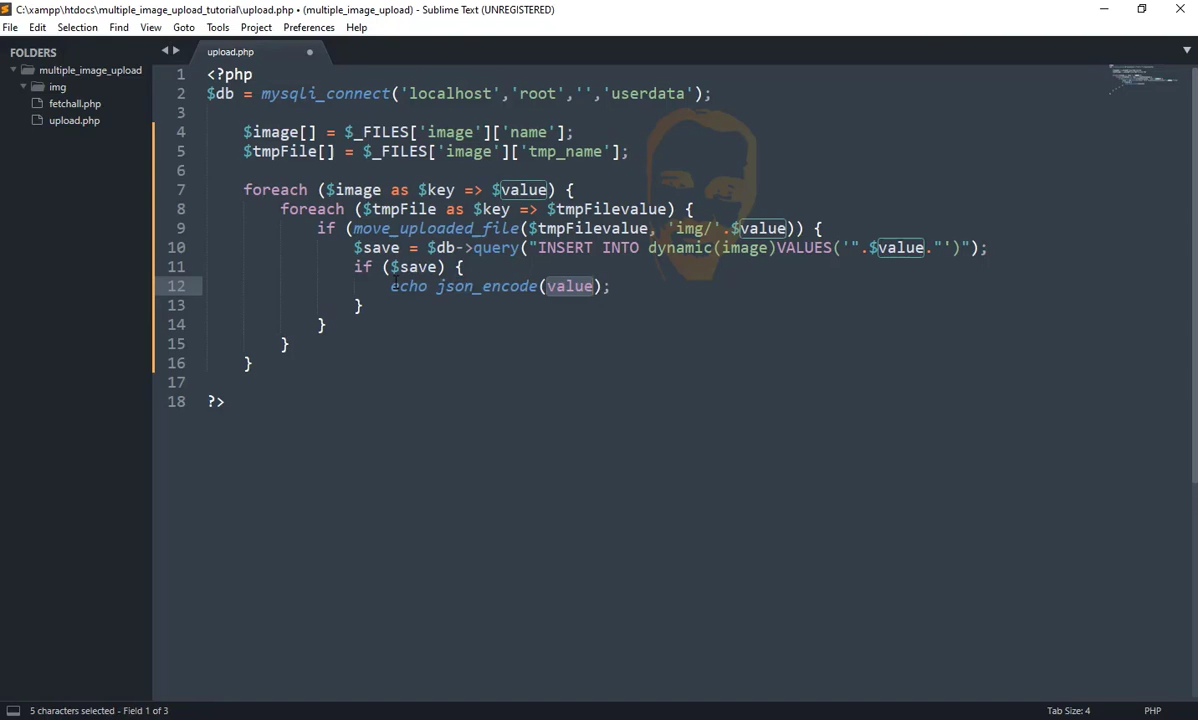 C:\xampp\htdocs\multiple_image_upload_tutorial\upload.php • (multiple_image_upload) - Sublime Text (UNREGISTERED)
File Edit Selection Find View Goto Tools Project Preferences Help
FOLDERS
multiple_image_upload
img
fetchall.php
upload.php
upload.php
1 <?php
2 $db = mysqli_connect('localhost','root','','userdata');
3
4 $image[] = $_FILES['image']['name'];
5 $tmpFile[] = $_FILES['image']['tmp_name'];
6
7 foreach ($image as $key => $value) {
8 foreach ($tmpFile as $key => $tmpFilevalue) {
9 if (move_uploaded_file($tmpFilevalue, 'img/'.$value)) {
10 $save = $db->query("INSERT INTO dynamic(image)VALUES('".$value."')");
11 if ($save) {
12 echo json_encode(value);
13 }
14 }
15 }
16 }
17
18 ?>
5 characters selected - Field 1 of 3
Tab Size: 4
PHP